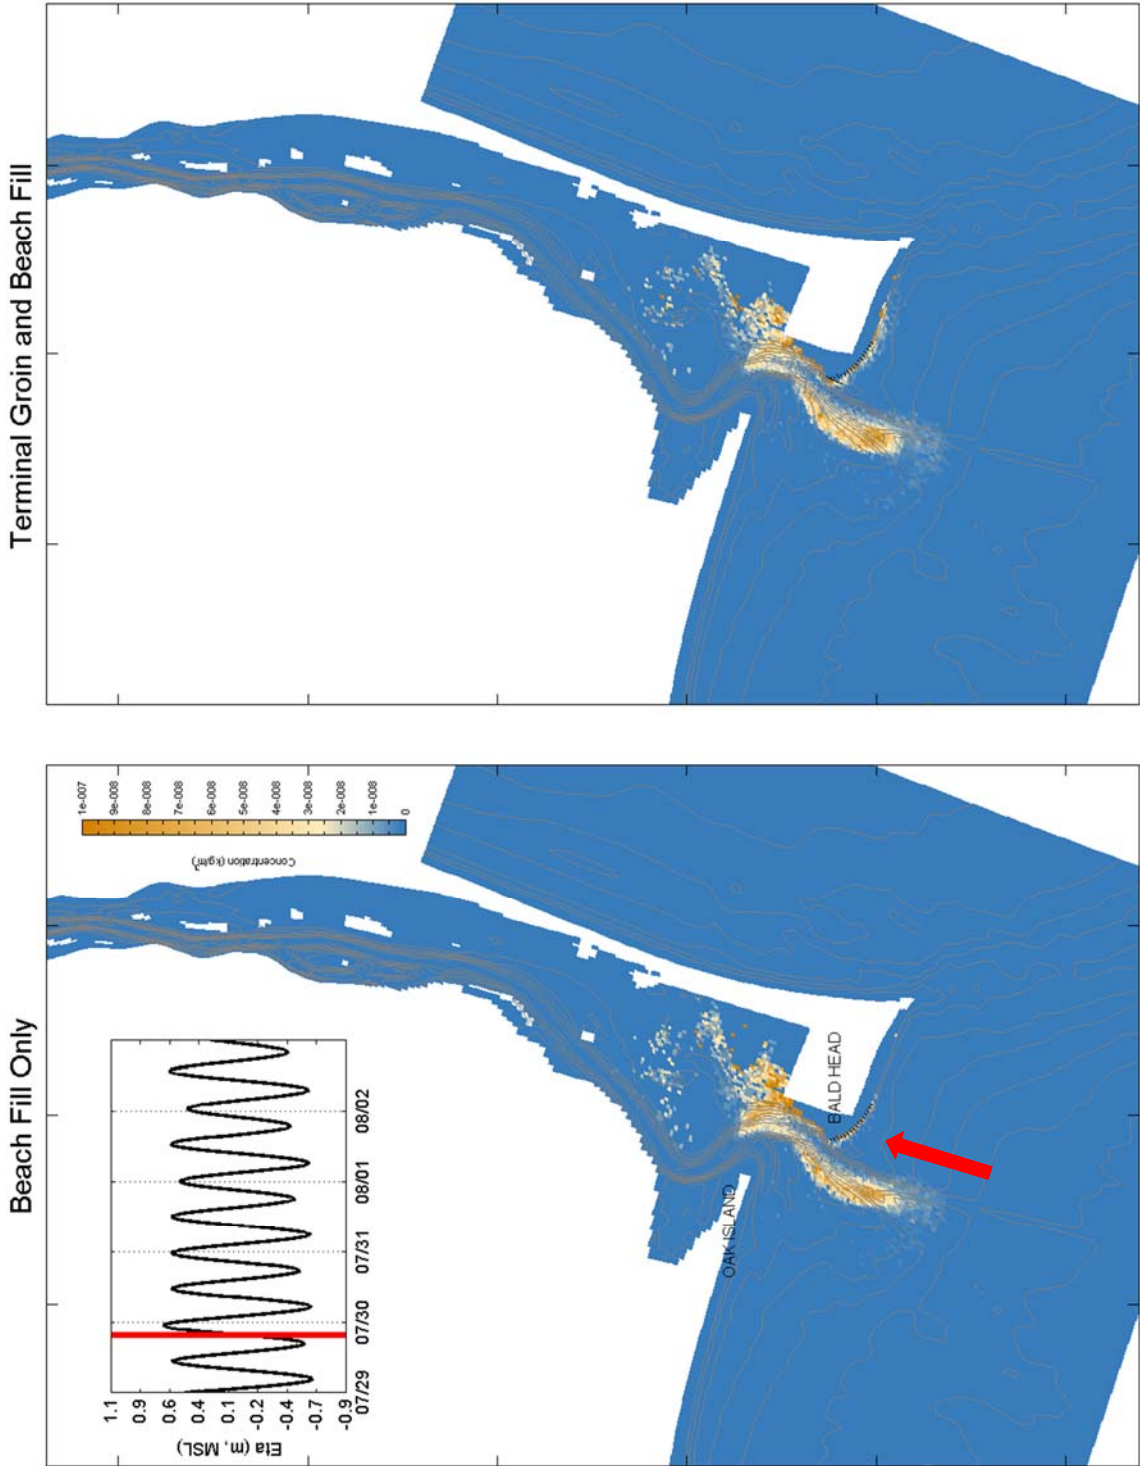 Beach Fill Only
Terminal Groin and Beach Fill
Eta (m, MSL)
1.1
0.9
0.6
0.4
0.1
-0.2
-0.4
-0.7
-0.9
07/29
07/30
07/31
08/01
08/02
Concentration (kg/m³)
1e-007
9e-008
8e-008
7e-008
6e-008
5e-008
4e-008
3e-008
2e-008
1e-008
0
OAK ISLAND
BALD HEAD